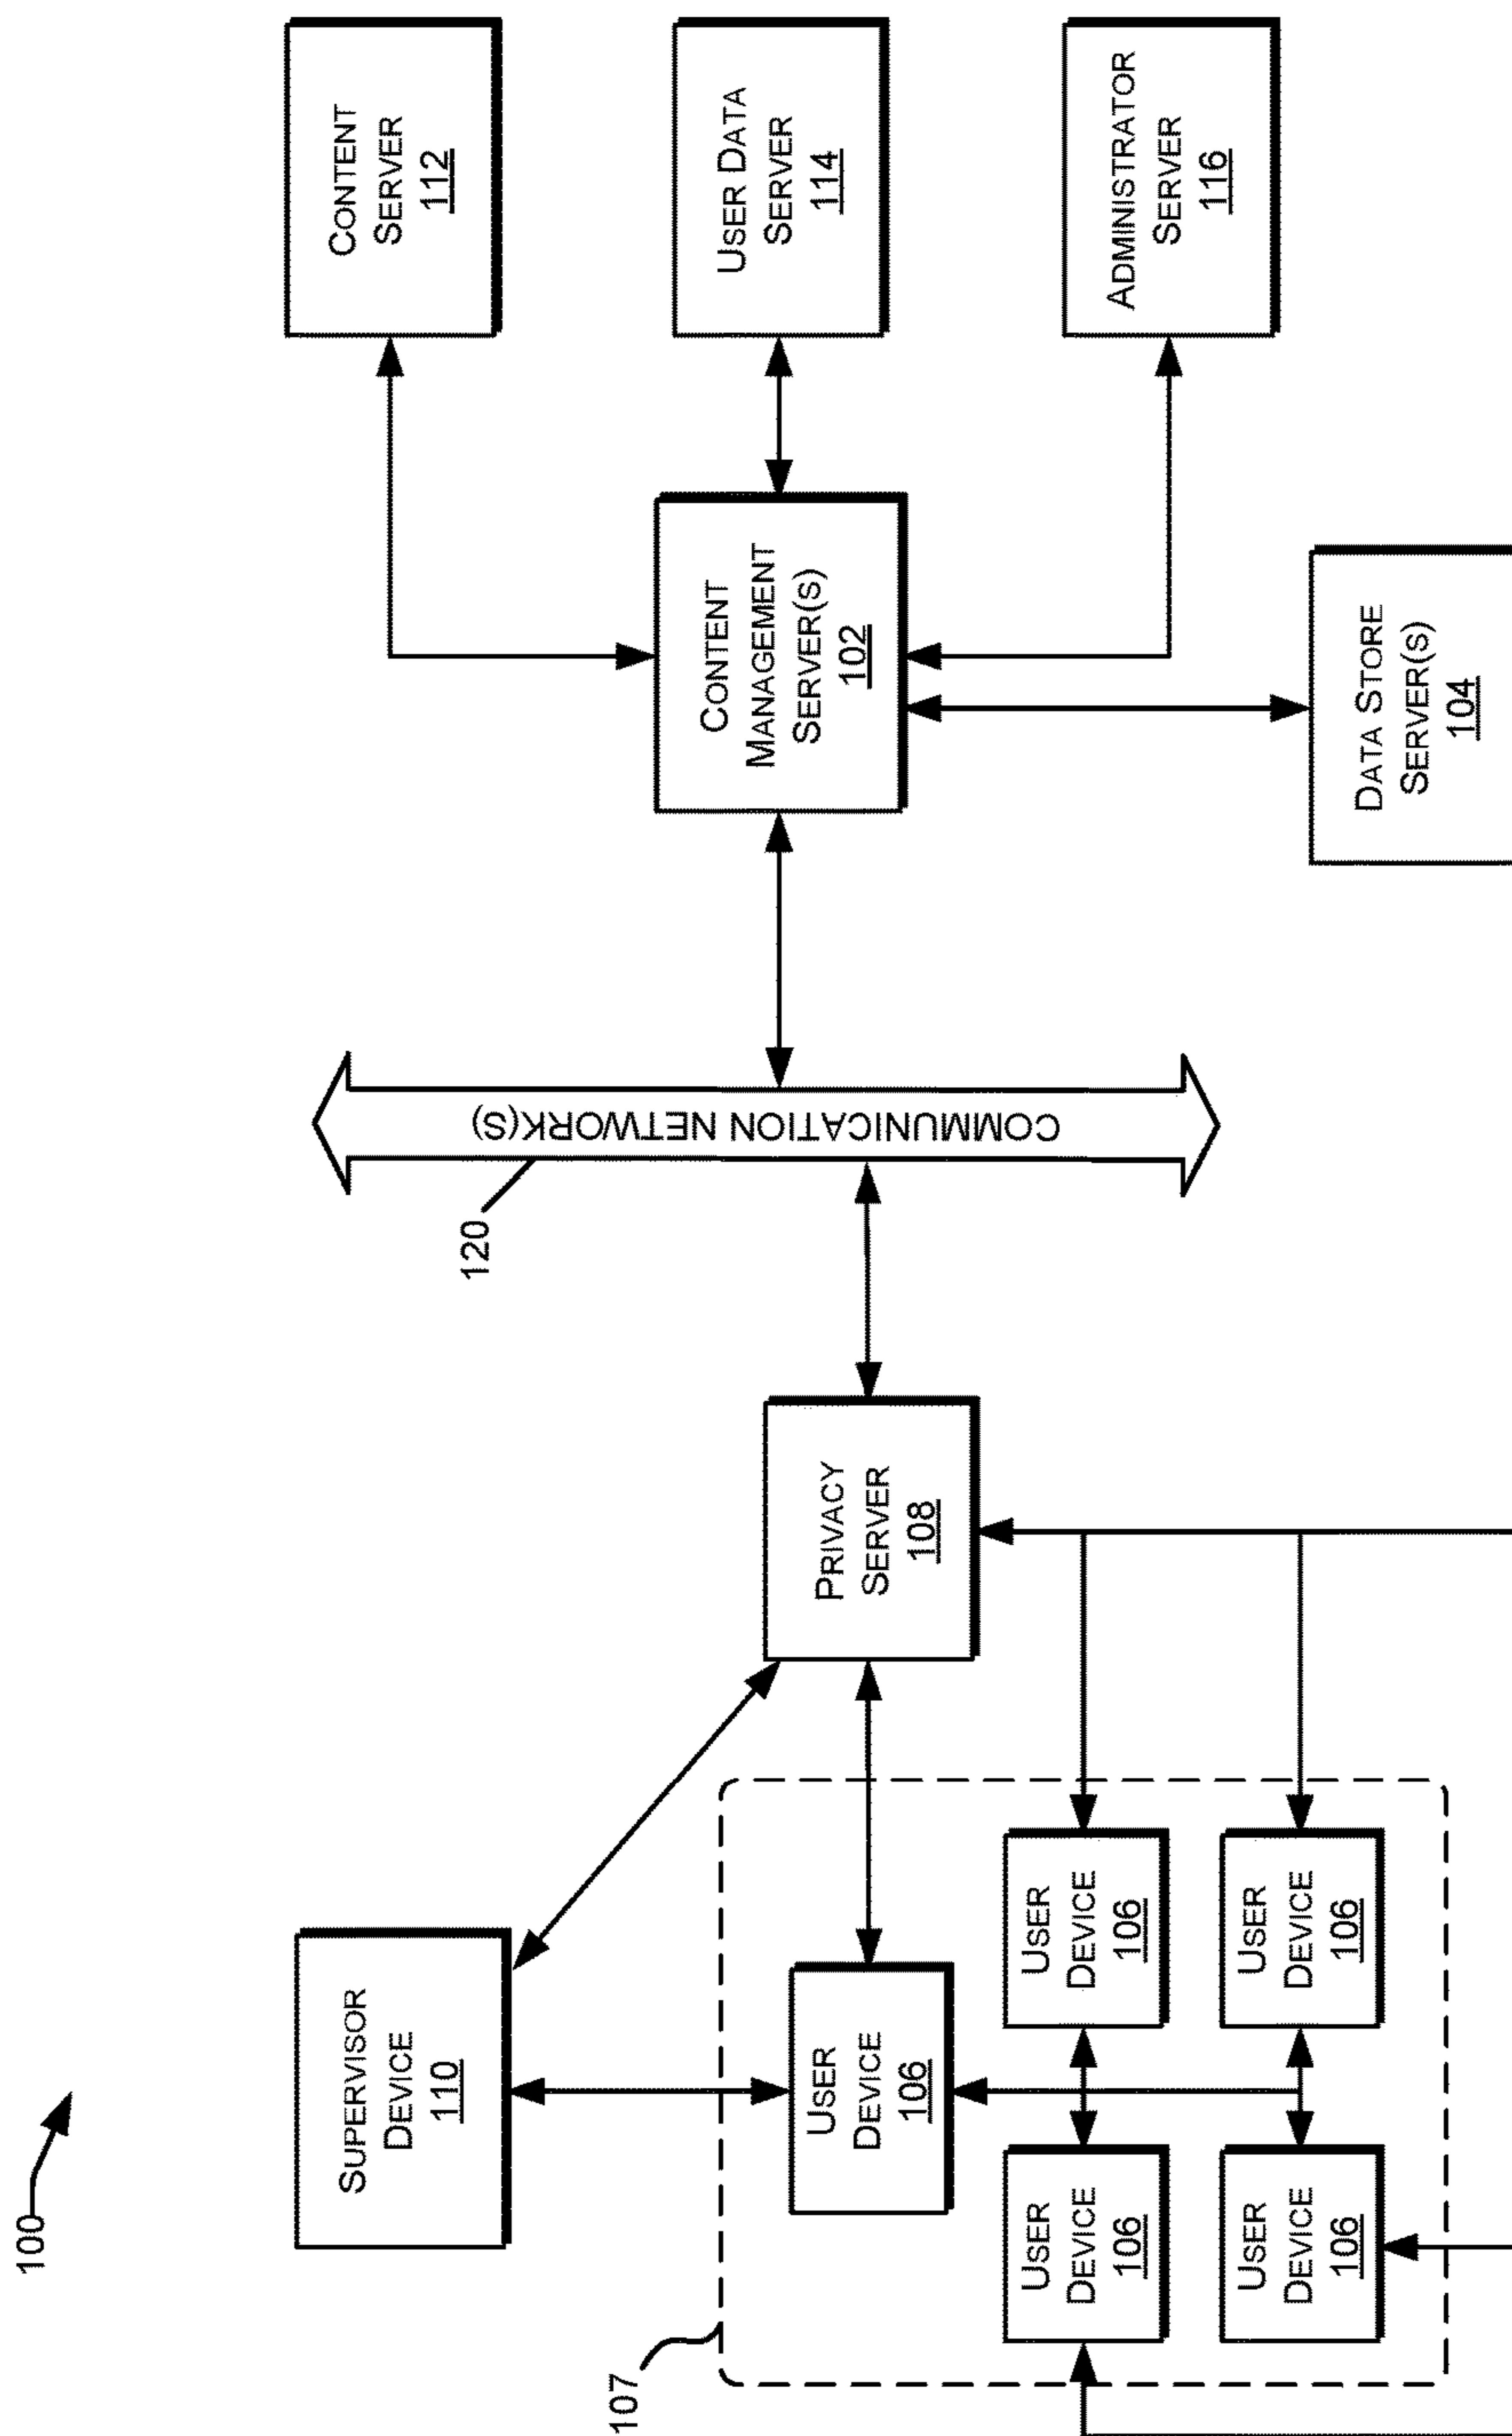 100
SUPERVISOR
DEVICE
110
107
USER
DEVICE
106
USER
DEVICE
106
USER
DEVICE
106
USER
DEVICE
106
USER
DEVICE
106
PRIVACY
SERVER
108
120
COMMUNICATION NETWORK(S)
CONTENT
MANAGEMENT
SERVER(S)
102
DATA STORE
SERVER(S)
104
CONTENT
SERVER
112
USER DATA
SERVER
114
ADMINISTRATOR
SERVER
116